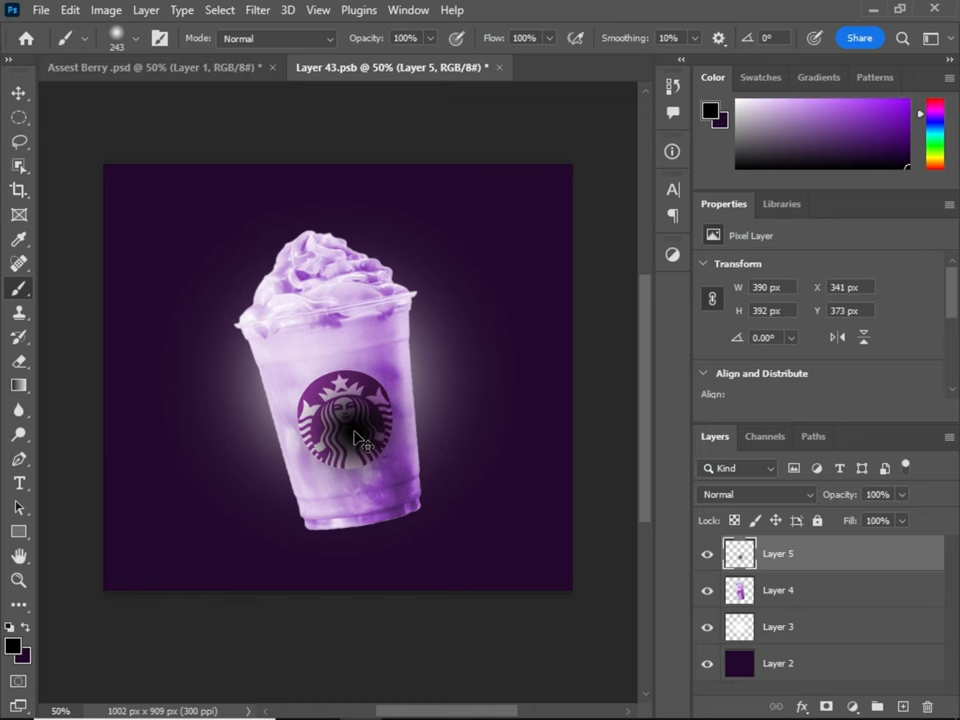 Ps File Edit Image Layer Type Select Filter 3D View Plugins Window Help
243 Mode: Normal Opacity: 100% Flow: 100% Smoothing: 10% 0° Share
Assest Berry .psd @ 50% (Layer 1, RGB/8#) * × Layer 43.psb @ 50% (Layer 5, RGB/8#) * ×
Color Swatches Gradients Patterns
Properties Libraries
Pixel Layer
Transform
W 390 px X 341 px
H 392 px Y 373 px
0.00°
Align and Distribute
Align:
Layers Channels Paths
Kind
Normal Opacity: 100%
Lock: Fill: 100%
Layer 5
Layer 4
Layer 3
Layer 2
50% 1002 px x 909 px (300 ppi)